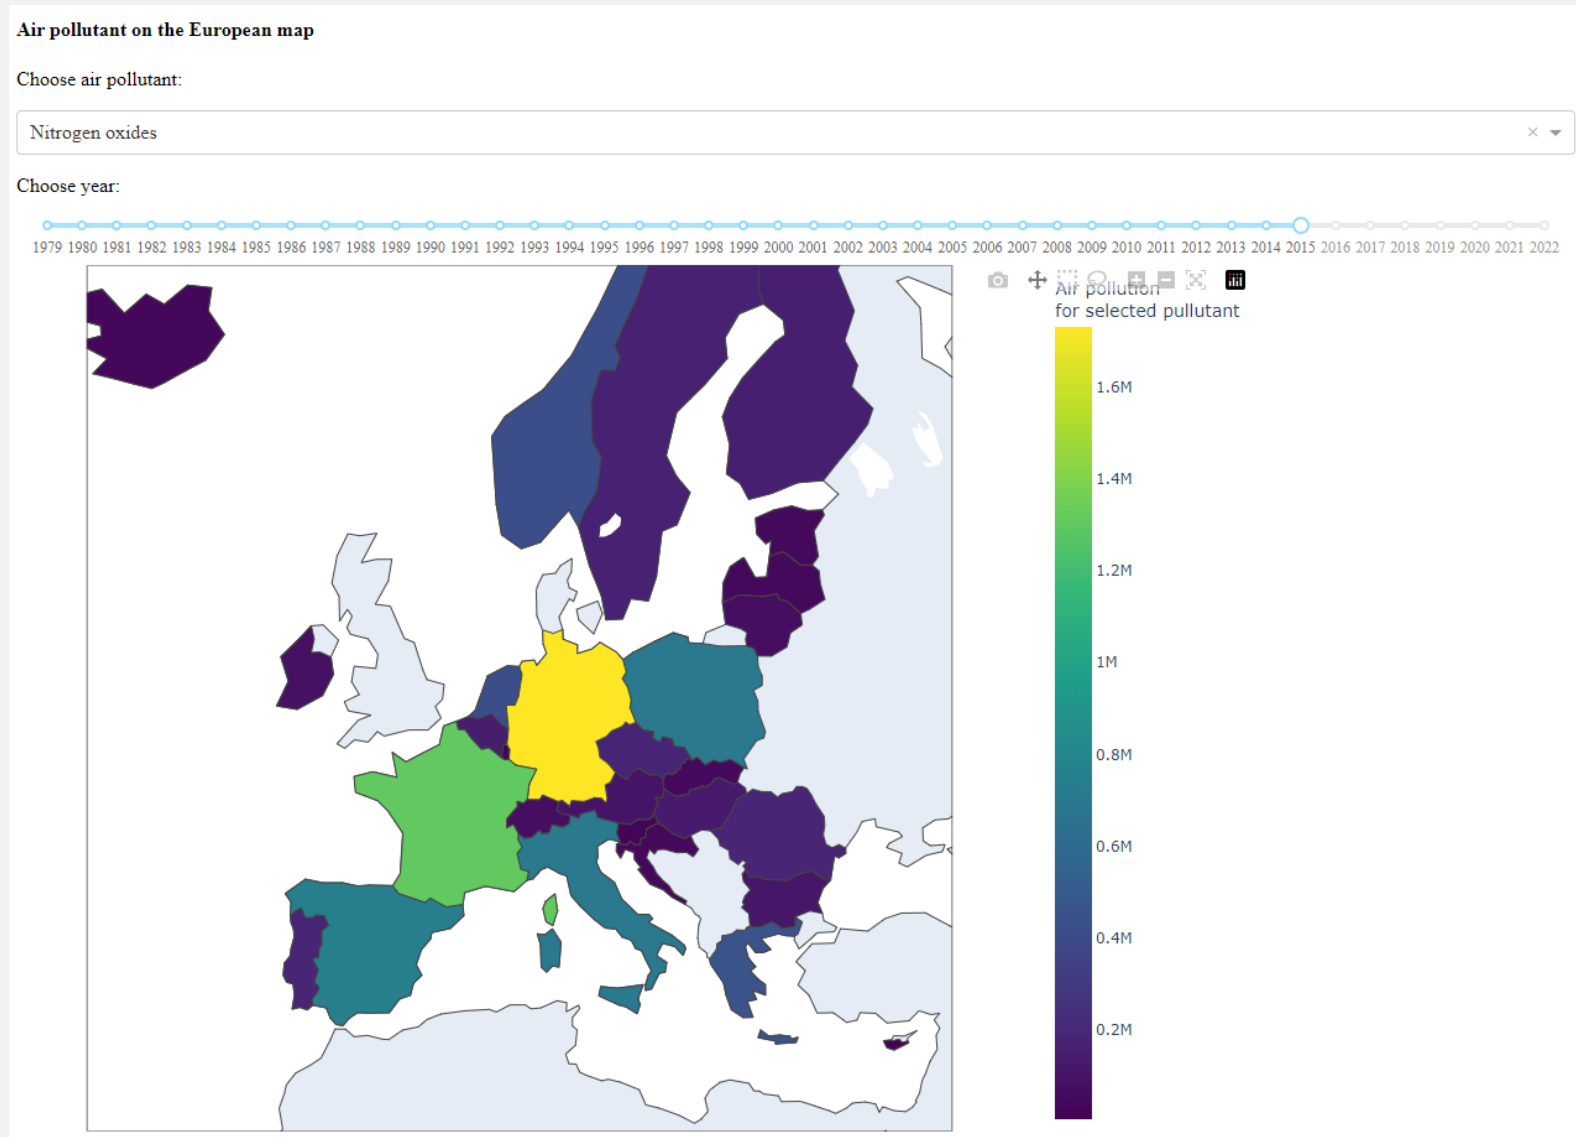 Air pollutant on the European map
Choose air pollutant:
Nitrogen oxides
Choose year:
1979 1980 1981 1982 1983 1984 1985 1986 1987 1988 1989 1990 1991 1992 1993 1994 1995 1996 1997 1998 1999 2000 2001 2002 2003 2004 2005 2006 2007 2008 2009 2010 2011 2012 2013 2014 2015 2016 2017 2018 2019 2020 2021 2022
Air pollution
for selected pullutant
1.6M
1.4M
1.2M
1M
0.8M
0.6M
0.4M
0.2M